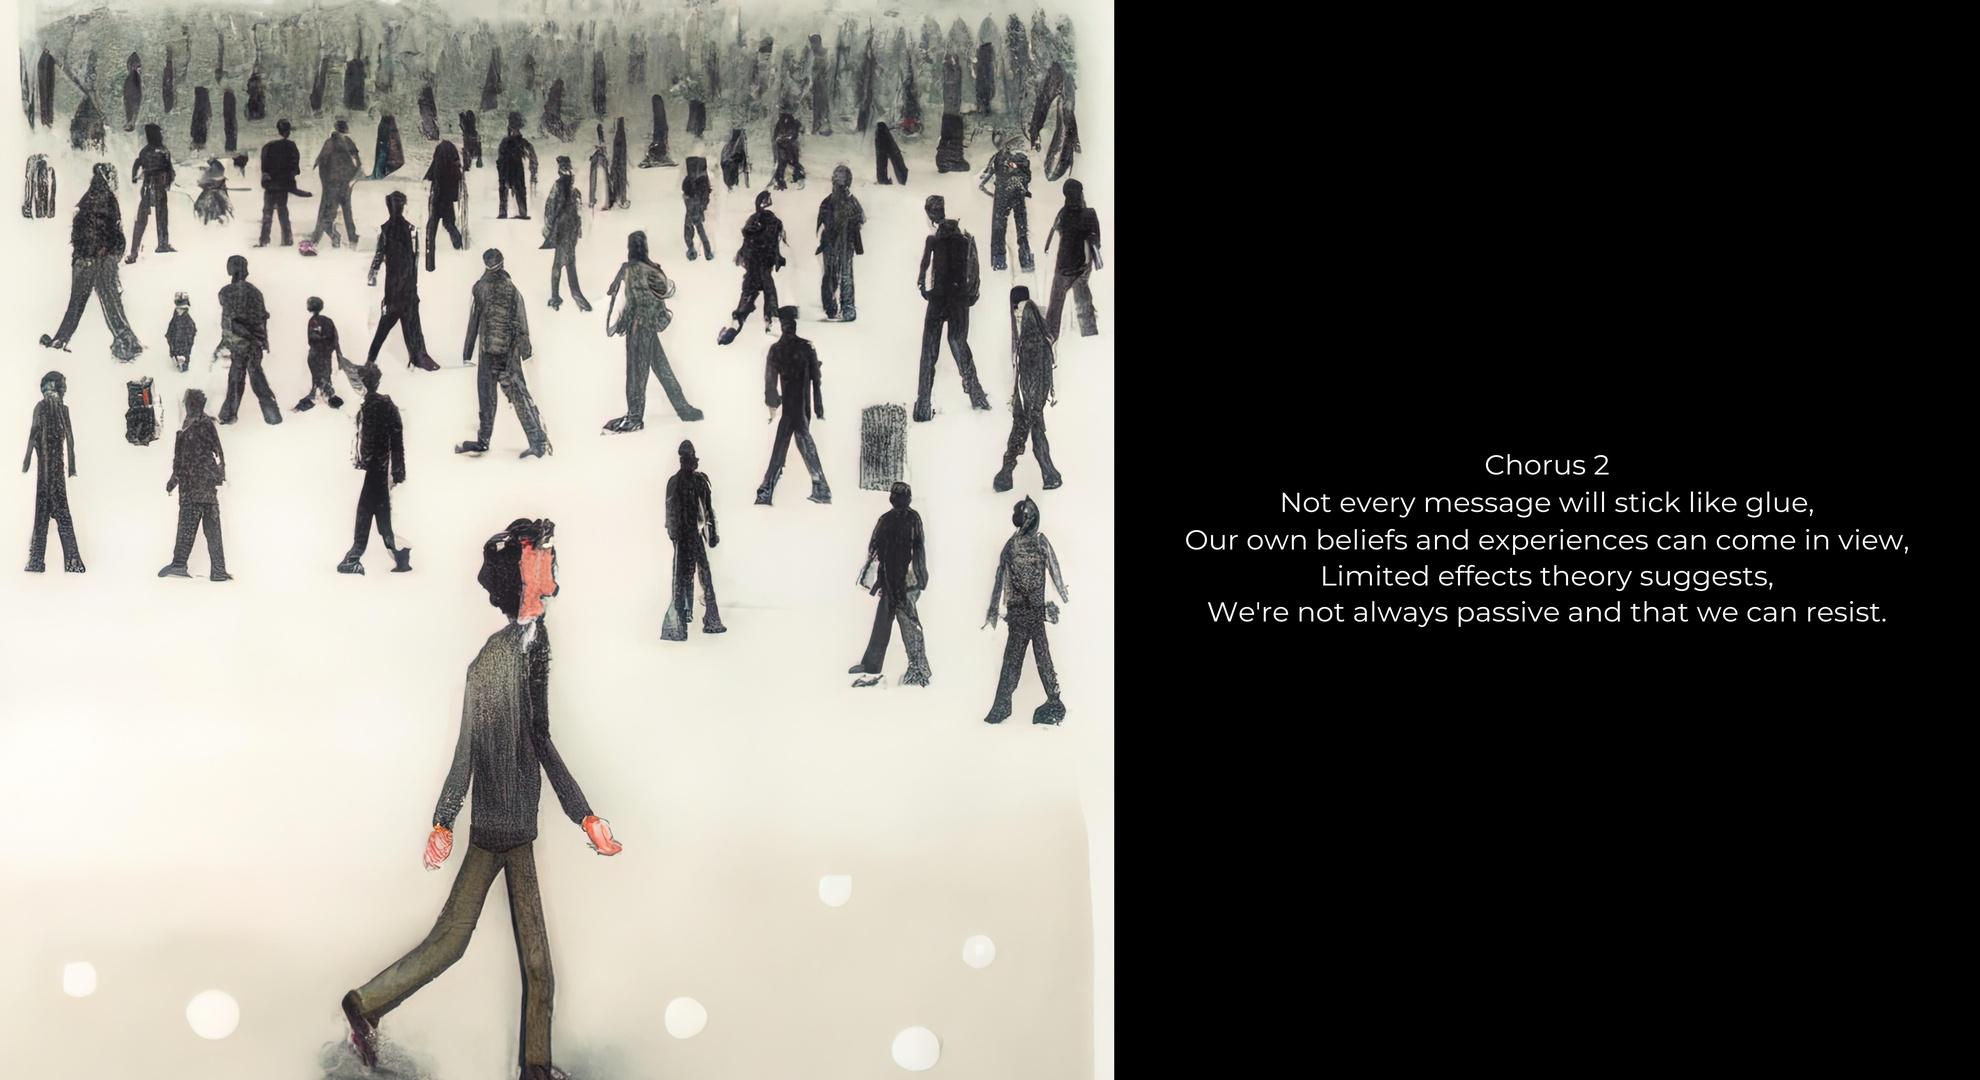 Chorus 2
Not every message will stick like glue,
Our own beliefs and experiences can come in view,
Limited effects theory suggests,
We're not always passive and that we can resist.